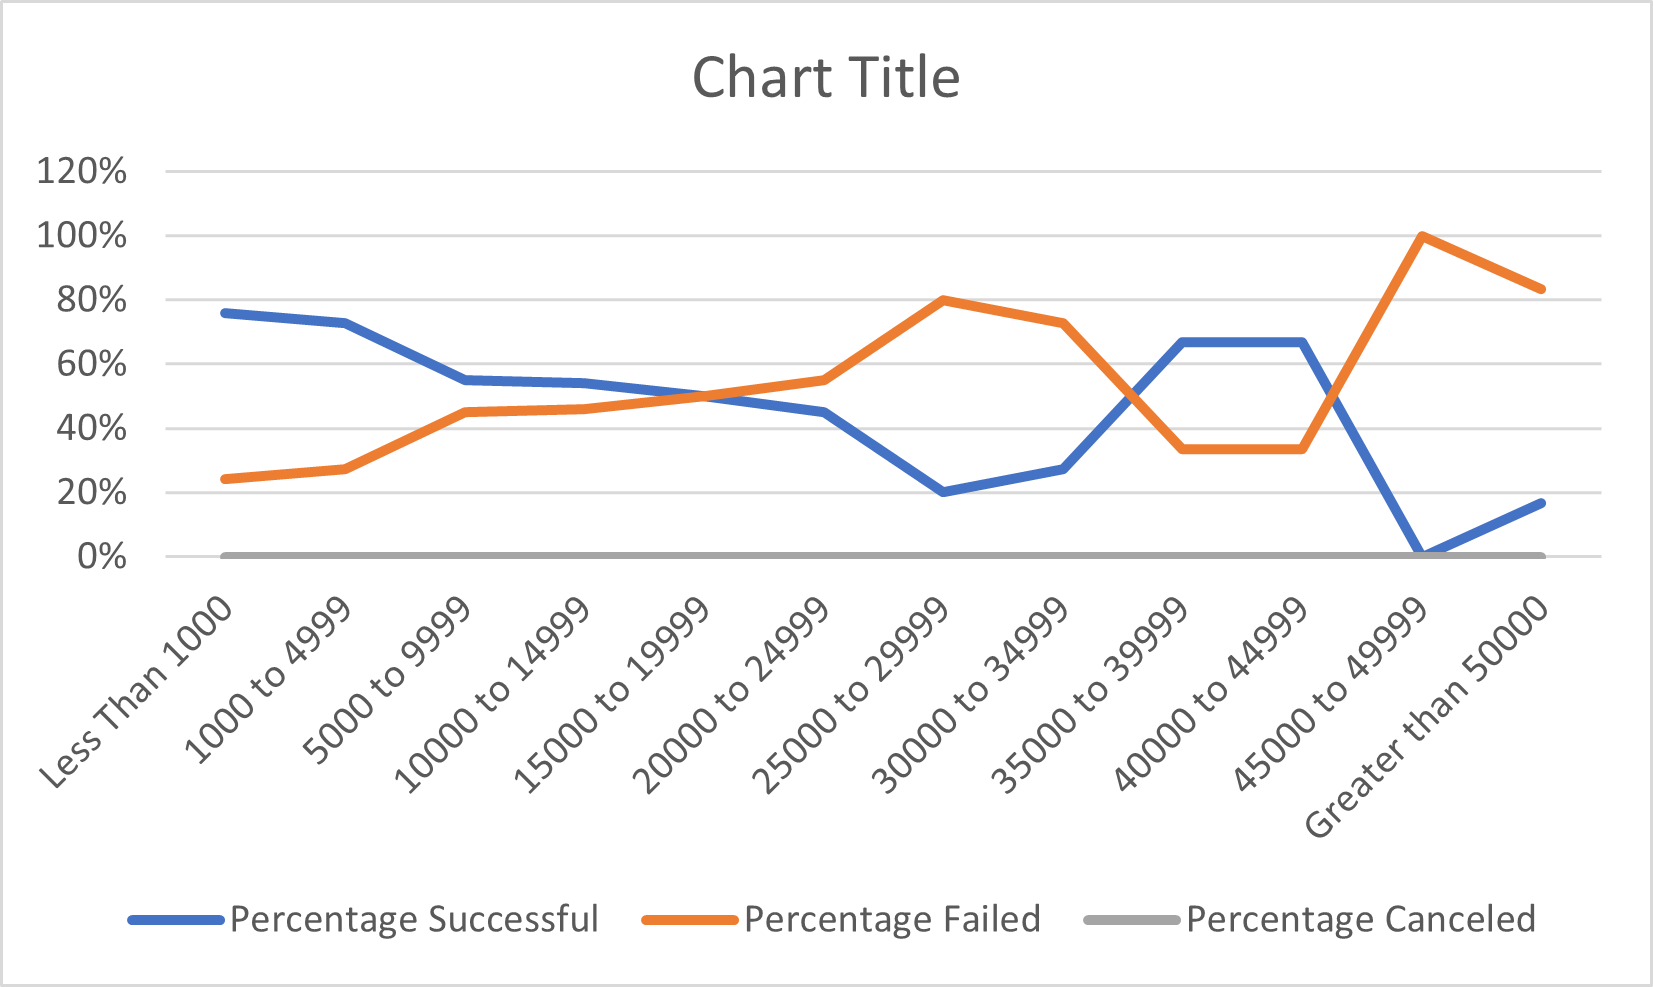 Chart Title
120%
100%
80%
60%
40%
20%
0%
Less Than 1000
1000 to 4999
5000 to 9999
10000 to 14999
15000 to 19999
20000 to 24999
25000 to 29999
30000 to 34999
35000 to 39999
40000 to 44999
45000 to 49999
Greater than 50000
Percentage Successful
Percentage Failed
Percentage Canceled